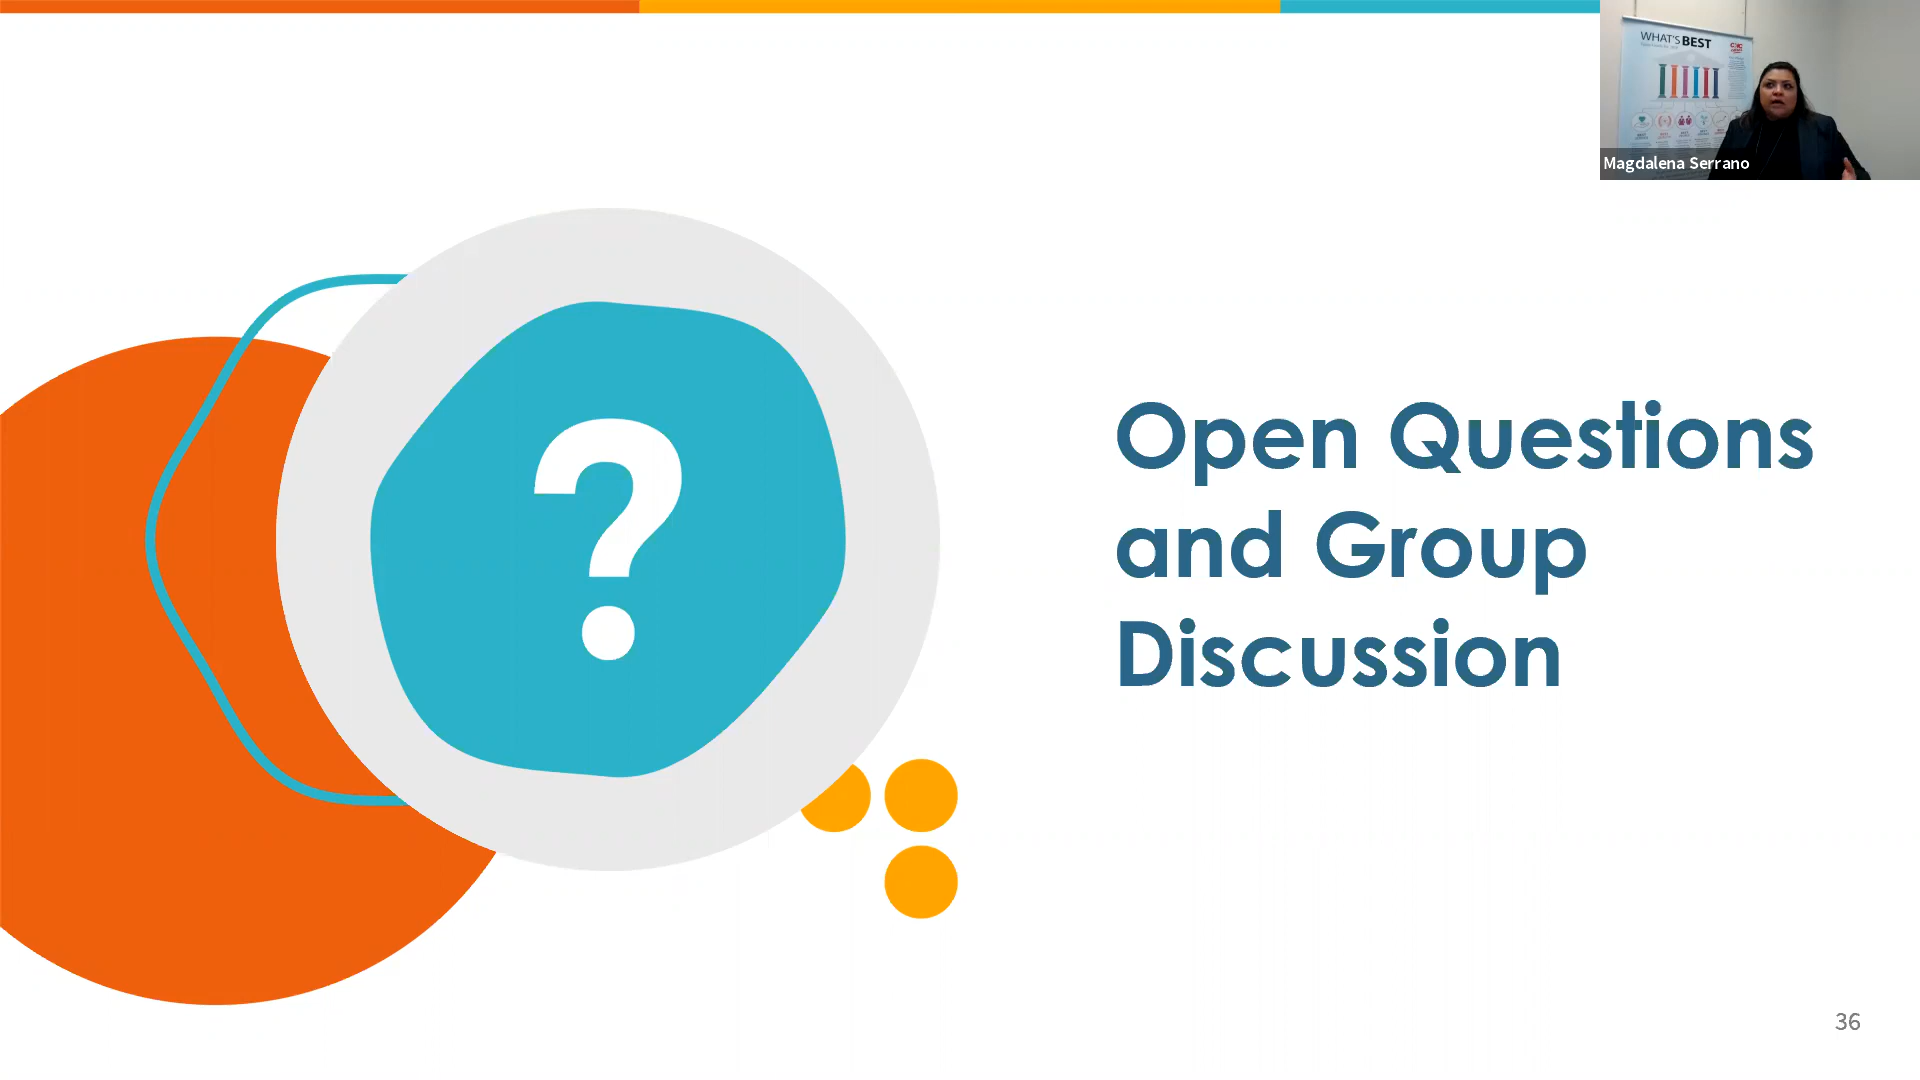 WHAT'S BEST
Magdalena Serrano
?
Open Questions
and Group
Discussion
36